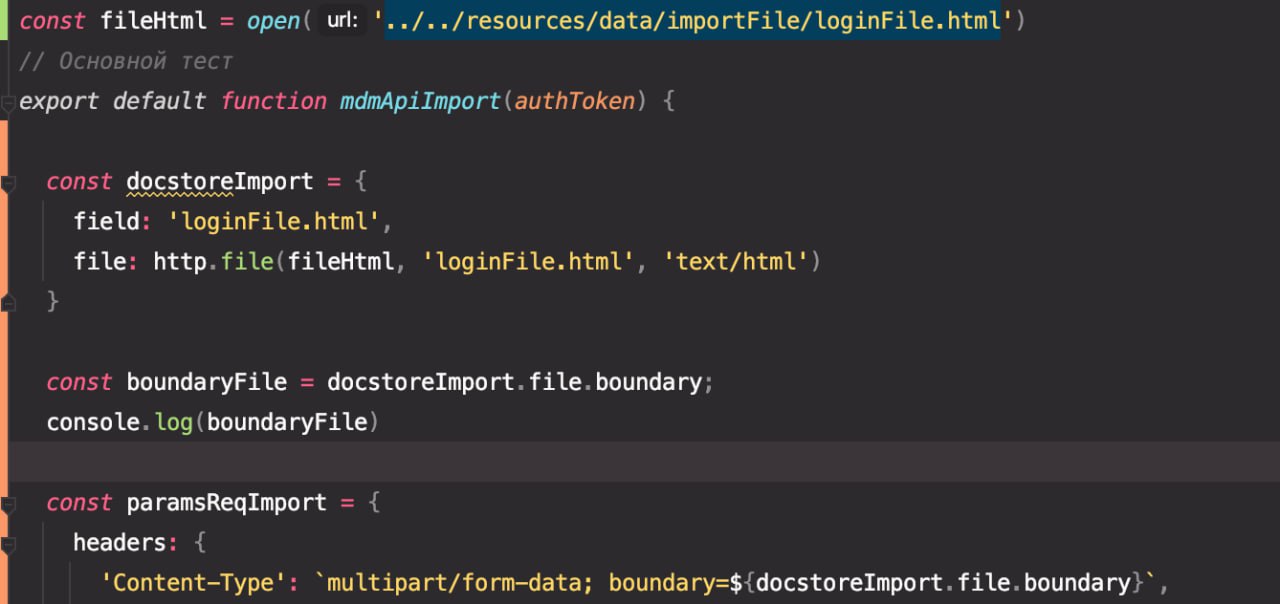 const fileHtml = open( url: '../../resources/data/importFile/loginFile.html')
// Основной тест
export default function mdmApiImport(authToken) {
const docstoreImport = {
field: 'loginFile.html',
file: http.file(fileHtml, 'loginFile.html', 'text/html')
}
const boundaryFile = docstoreImport.file.boundary;
console.log(boundaryFile)
const paramsReqImport = {
headers: {
'Content-Type': `multipart/form-data; boundary=${docstoreImport.file.boundary}`,